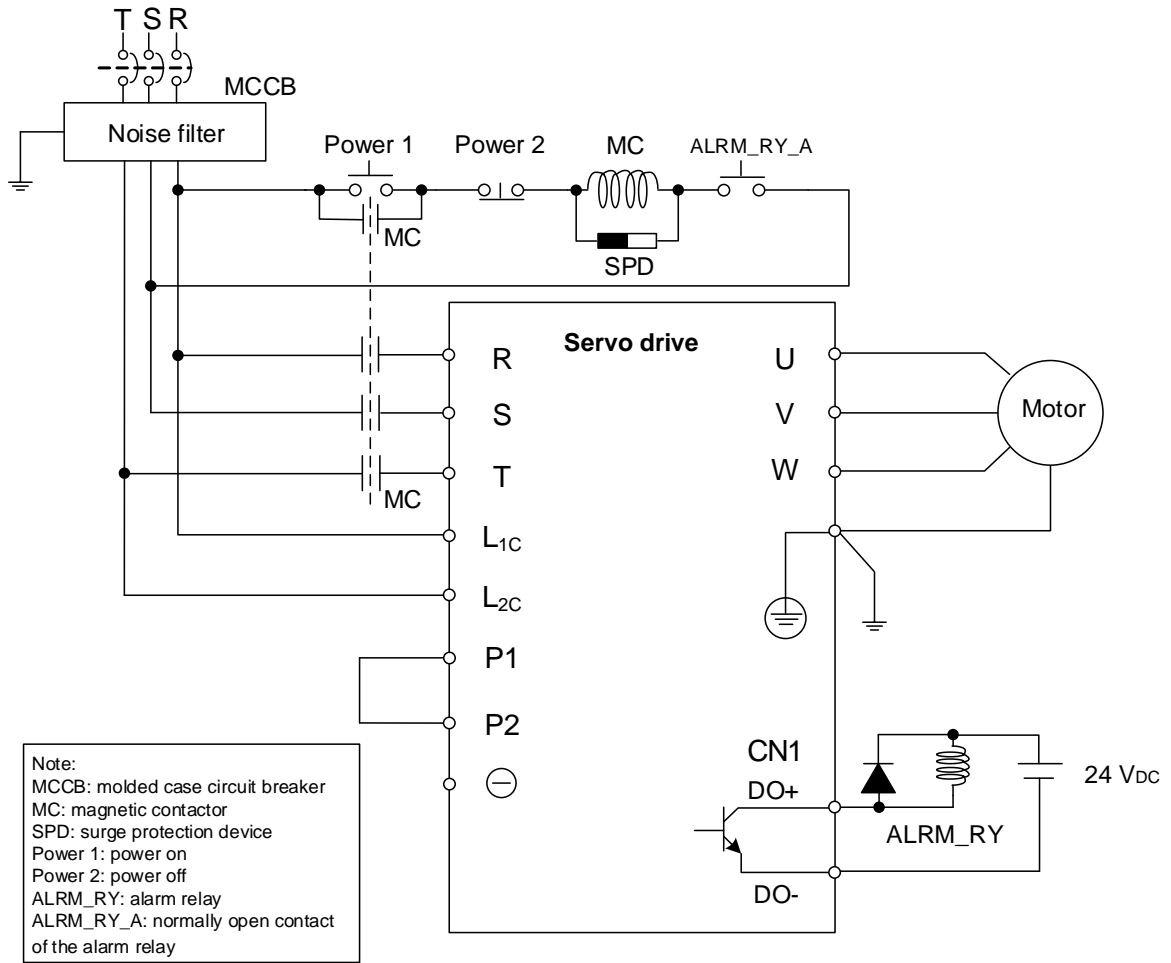 T S R
MCCB
Noise filter
Power 1
Power 2
MC
ALRM_RY_A
MC
SPD
Servo drive
R
U
S
V
Motor
T
W
MC
L1C
L2C
P1
P2
CN1
24 VDC
DO+
ALRM_RY
DO-
Note:
MCCB: molded case circuit breaker
MC: magnetic contactor
SPD: surge protection device
Power 1: power on
Power 2: power off
ALRM_RY: alarm relay
ALRM_RY_A: normally open contact
of the alarm relay